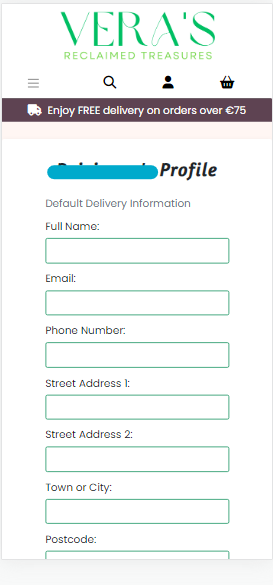 VERA'S
RECLAIMED TREASURES
Enjoy FREE delivery on orders over €75
Profile
Default Delivery Information
Full Name:
Email:
Phone Number:
Street Address 1:
Street Address 2:
Town or City:
Postcode: